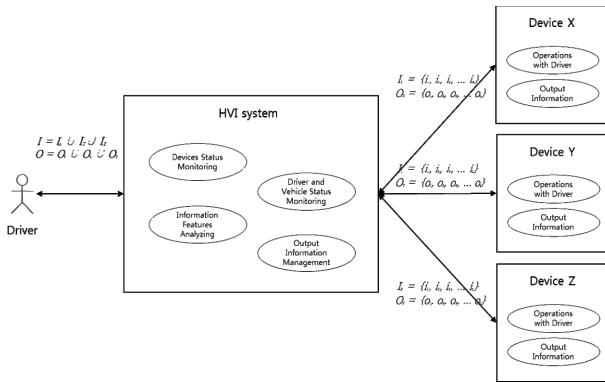 Device X
Operations
with Driver
Output
Information
HVI system
Devices Status
Monitoring
Driver and
Vehicle Status
Monitoring
Information
Features
Analyzing
Output
Information
Management
Driver
Device Y
Operations
with Driver
Output
Information
Device Z
Operations
with Driver
Output
Information